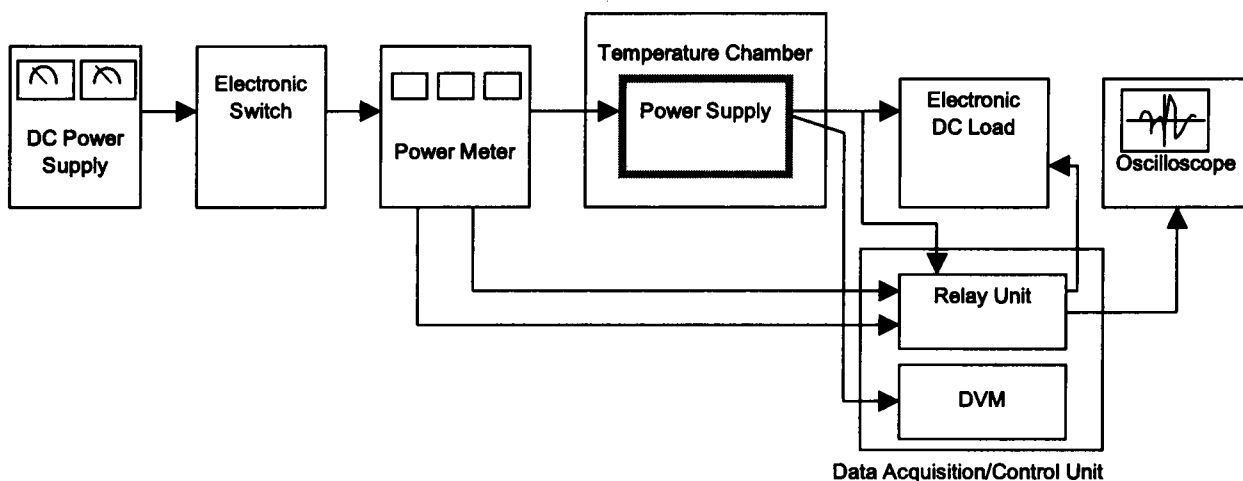 DC Power
Supply
Electronic
Switch
Power Meter
Temperature Chamber
Power Supply
Electronic
DC Load
Oscilloscope
Relay Unit
DVM
Data Acquisition/Control Unit